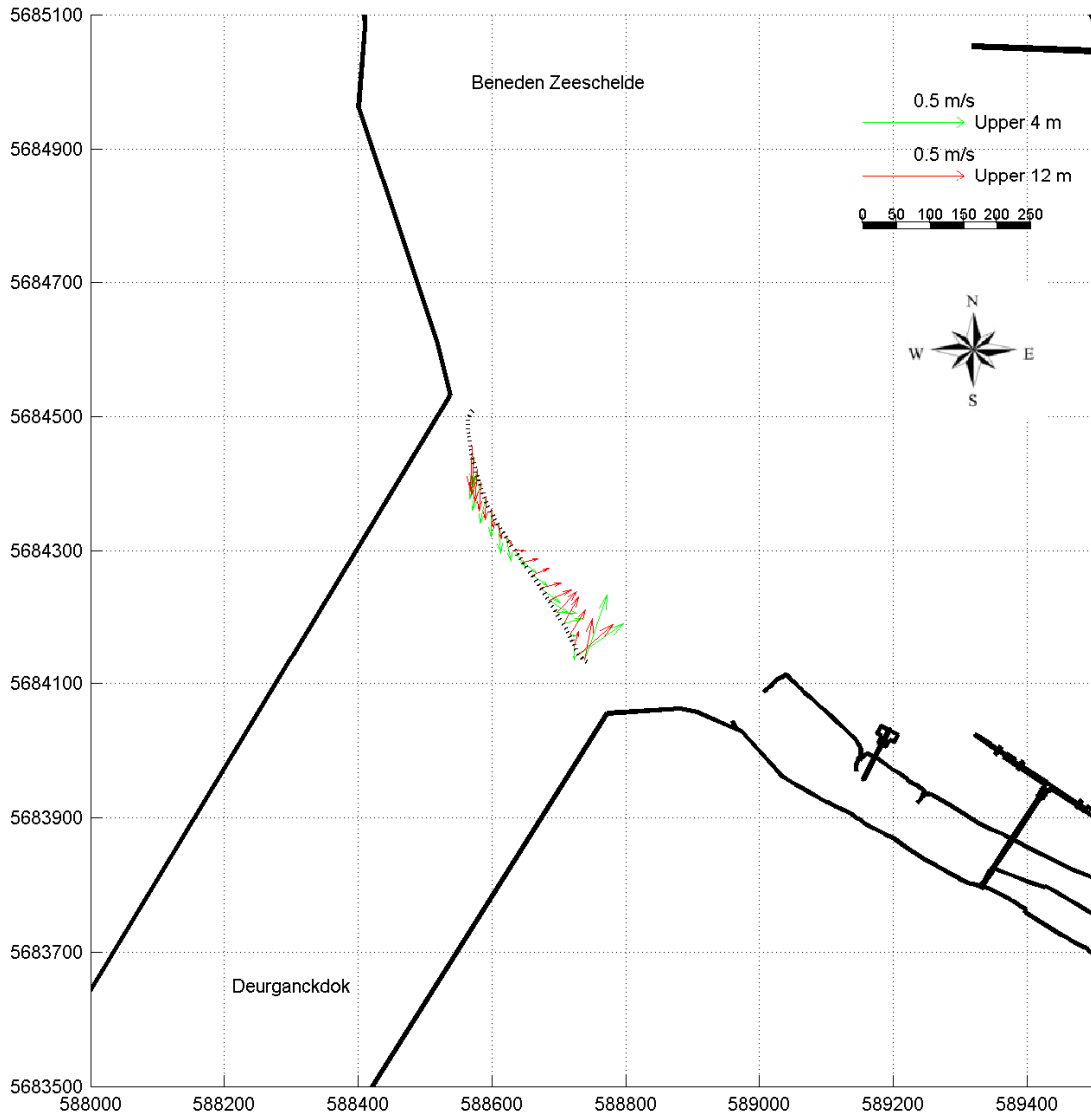 5685100
Beneden Zeeschelde
0.5 m/s
Upper 4 m
5684900
0.5 m/s
Upper 12 m
0 50 100 150 200 250
5684700
N
W E
S
5684500
5684300
5684100
5683900
5683700
Deurganckdok
5683500
588000 588200 588400 588600 588800 589000 589200 589400